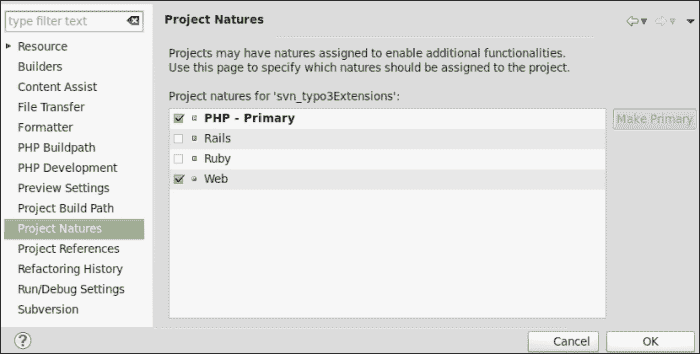 type filter text
Resource
Builders
Content Assist
File Transfer
Formatter
PHP Buildpath
PHP Development
Preview Settings
Project Build Path
Project Natures
Project References
Refactoring History
Run/Debug Settings
Subversion
Project Natures
Projects may have natures assigned to enable additional functionalities.
Use this page to specify which natures should be assigned to the project.
Project natures for 'svn_typo3Extensions':
PHP - Primary
Rails
Ruby
Web
Make Primary
?
Cancel
OK